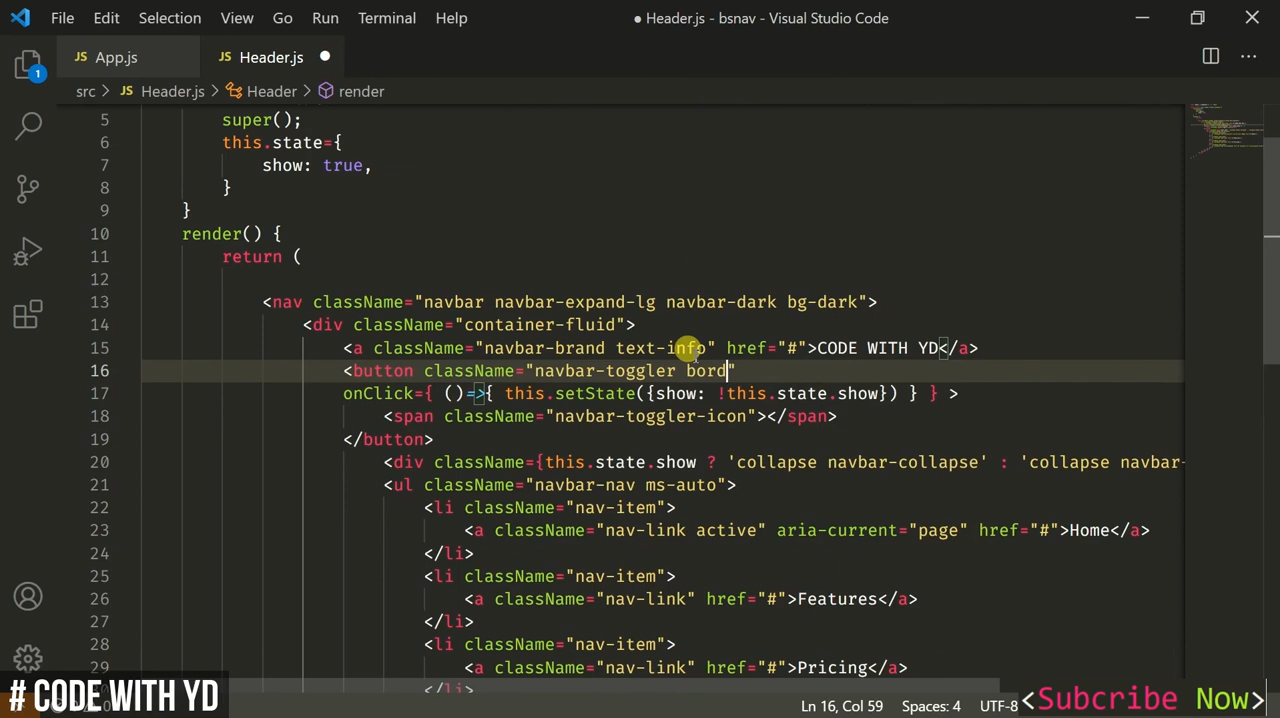 File Edit Selection View Go Run Terminal Help ● Header.js - bsnav - Visual Studio Code
JS App.js JS Header.js ●
src > JS Header.js > Header > render
1
5 super();
6 this.state={
7 show: true,
8 }
9 }
10 render() {
11 return (
12
13 <nav className="navbar navbar-expand-lg navbar-dark bg-dark">
14 <div className="container-fluid">
15 <a className="navbar-brand text-info" href="#">CODE WITH YD</a>
16 <button className="navbar-toggler bord"
17 onClick={ ()=>{ this.setState({show: !this.state.show}) } } >
18 <span className="navbar-toggler-icon"></span>
19 </button>
20 <div className={this.state.show ? 'collapse navbar-collapse' : 'collapse navbar-
21 <ul className="navbar-nav ms-auto">
22 <li className="nav-item">
23 <a className="nav-link active" aria-current="page" href="#">Home</a>
24 </li>
25 <li className="nav-item">
26 <a className="nav-link" href="#">Features</a>
27 </li>
28 <li className="nav-item">
29 <a className="nav-link" href="#">Pricing</a>
</li>
# CODE WITH YD
Ln 16, Col 59 Spaces: 4 UTF-8
<Subcribe Now>